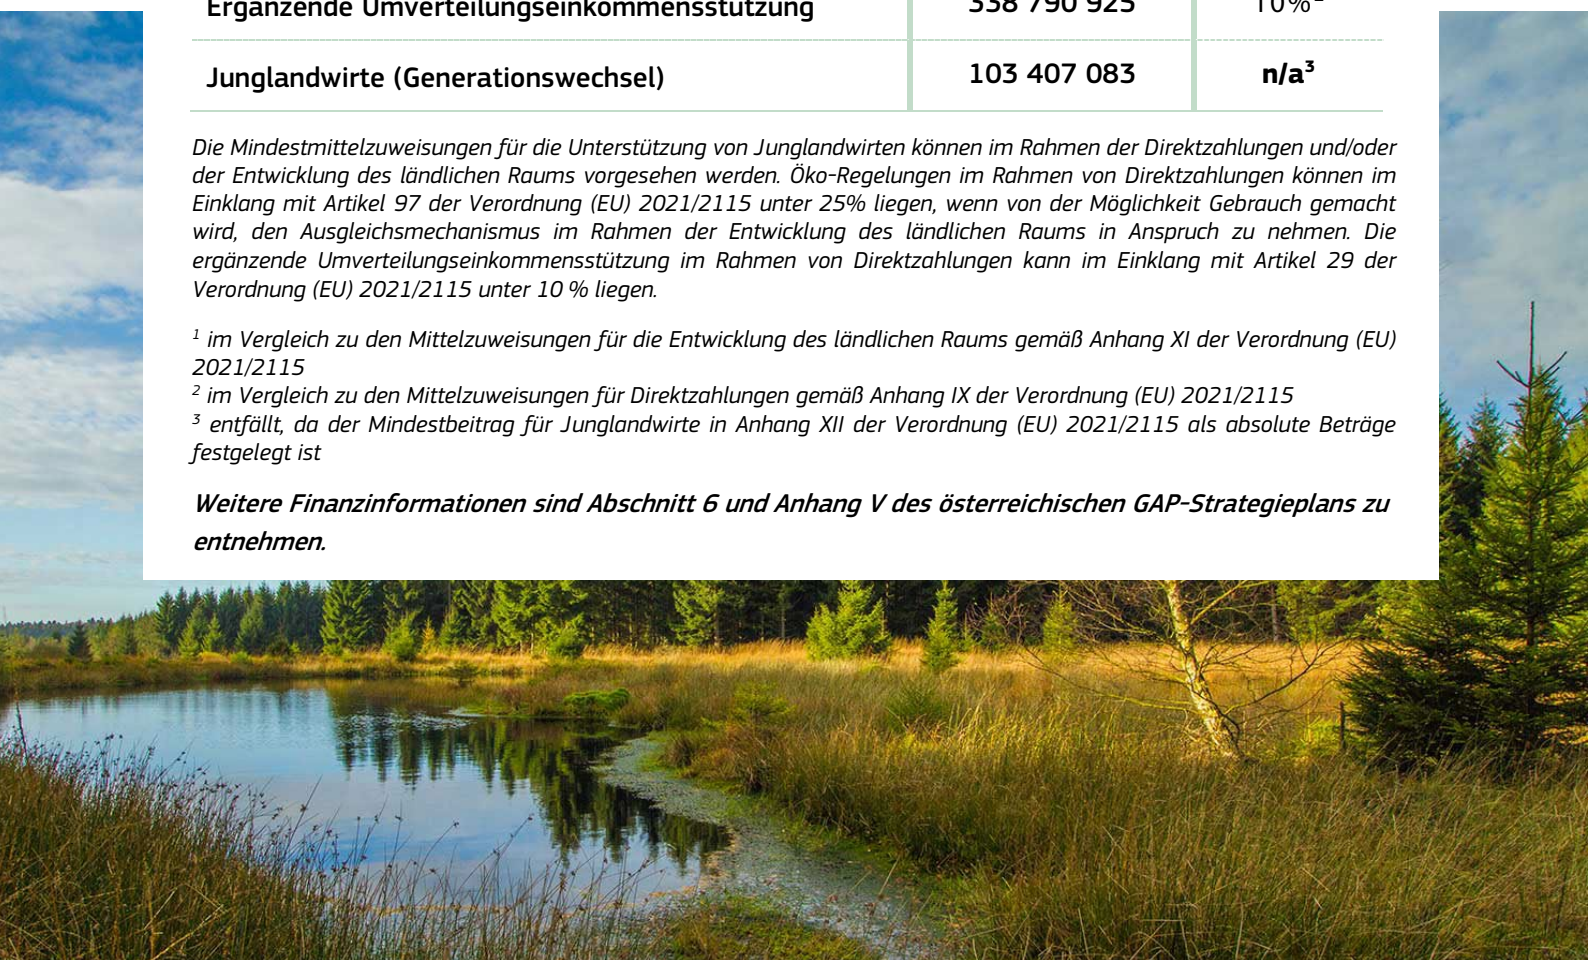 Ergänzende Umverteilungseinkommensstützung 338 790 925 10%²
Junglandwirte (Generationswechsel) 103 407 083 n/a³
Die Mindestmittelzuweisungen für die Unterstützung von Junglandwirten können im Rahmen der Direktzahlungen und/oder
der Entwicklung des ländlichen Raums vorgesehen werden. Öko-Regelungen im Rahmen von Direktzahlungen können im
Einklang mit Artikel 97 der Verordnung (EU) 2021/2115 unter 25% liegen, wenn von der Möglichkeit Gebrauch gemacht
wird, den Ausgleichsmechanismus im Rahmen der Entwicklung des ländlichen Raums in Anspruch zu nehmen. Die
ergänzende Umverteilungseinkommensstützung im Rahmen von Direktzahlungen kann im Einklang mit Artikel 29 der
Verordnung (EU) 2021/2115 unter 10 % liegen.
¹ im Vergleich zu den Mittelzuweisungen für die Entwicklung des ländlichen Raums gemäß Anhang XI der Verordnung (EU)
2021/2115
² im Vergleich zu den Mittelzuweisungen für Direktzahlungen gemäß Anhang IX der Verordnung (EU) 2021/2115
³ entfällt, da der Mindestbeitrag für Junglandwirte in Anhang XII der Verordnung (EU) 2021/2115 als absolute Beträge
festgelegt ist
Weitere Finanzinformationen sind Abschnitt 6 und Anhang V des österreichischen GAP-Strategieplans zu
entnehmen.